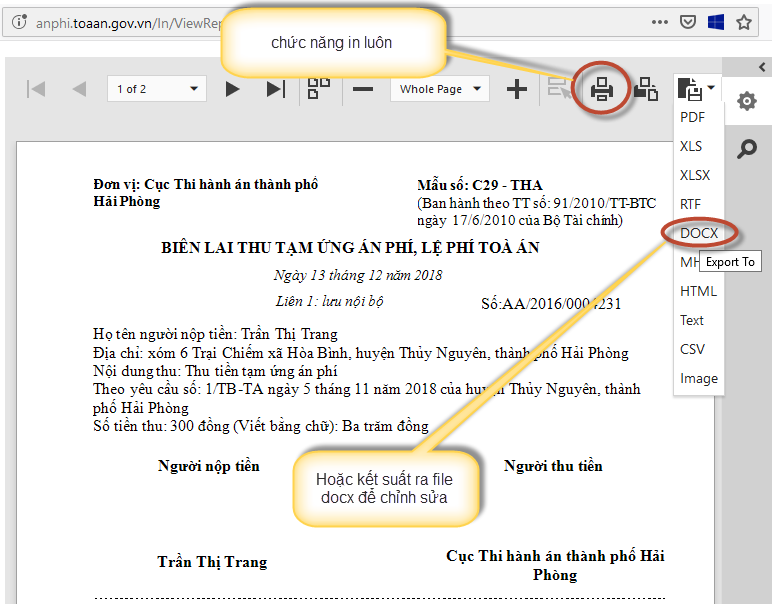 anphi.toaan.gov.vn/In/ViewRep
chức năng in luôn
1 of 2
Whole Page
PDF
XLS
XLSX
RTF
DOCX
MH
Export To
HTML
Text
CSV
Image
Đơn vị: Cục Thi hành án thành phố
Hải Phòng
Mẫu số: C29 - THA
(Ban hành theo TT số: 91/2010/TT-BTC
ngày 17/6/2010 của Bộ Tài chính)
BIÊN LAI THU TẠM ỨNG ÁN PHÍ, LỆ PHÍ TOÀ ÁN
Ngày 13 tháng 12 năm 2018
Liên 1: lưu nội bộ
Số:AA/2016/0004231
Họ tên người nộp tiền: Trần Thị Trang
Địa chỉ: xóm 6 Trại Chiếm xã Hòa Bình, huyện Thủy Nguyên, thành phố Hải Phòng
Nội dung thu: Thu tiền tạm ứng án phí
Theo yêu cầu số: 1/TB-TA ngày 5 tháng 11 năm 2018 của huyện Thủy Nguyên, thành
phố Hải Phòng
Số tiền thu: 300 đồng (Viết bằng chữ): Ba trăm đồng
Người nộp tiền
Người thu tiền
Hoặc kết suất ra file
docx để chỉnh sửa
Trần Thị Trang
Cục Thi hành án thành phố Hải
Phòng